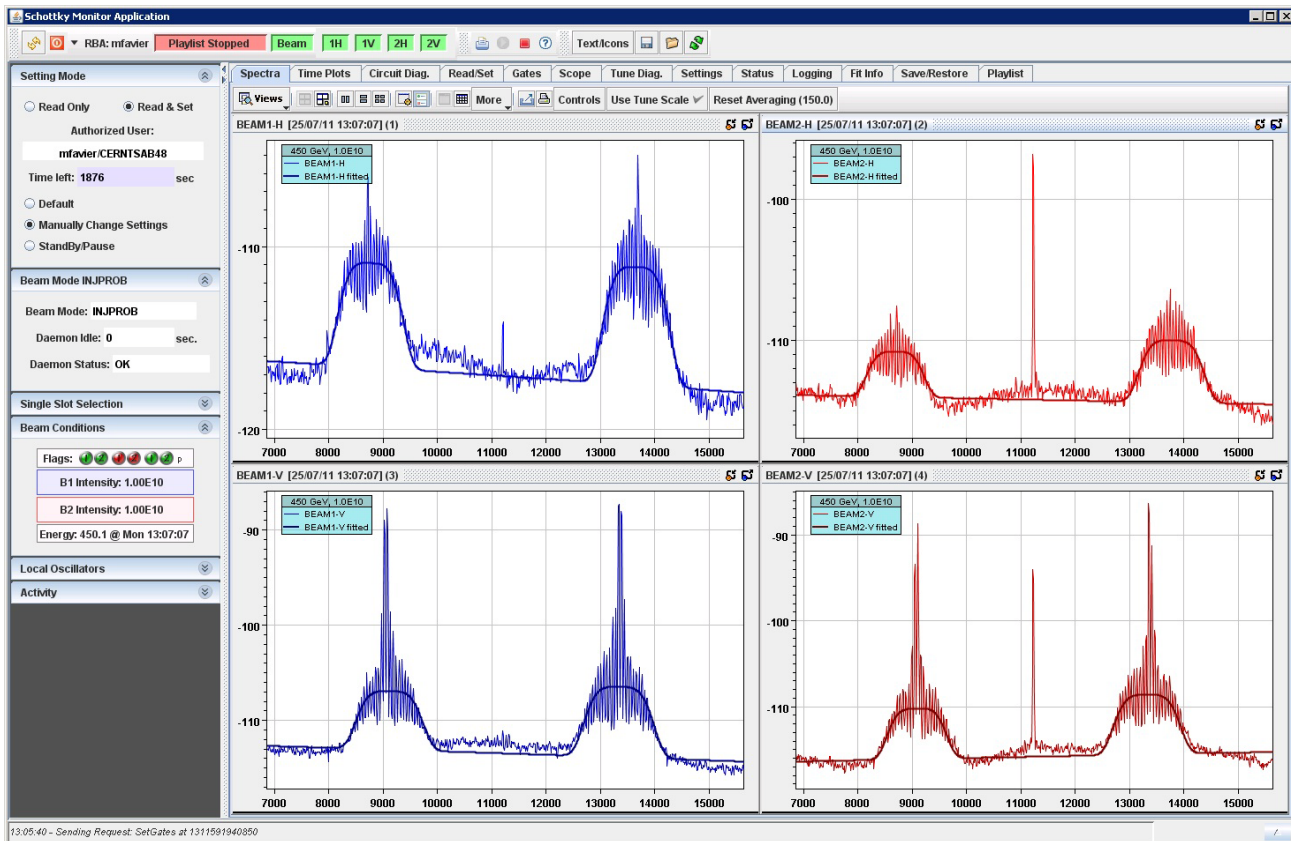 Schottky Monitor Application
RBA: mfavier Playlist Stopped Beam 1H 1V 2H 2V Text/Icons
Setting Mode
Read Only Read & Set
Authorized User:
mfavier/CERNTSAB48
Time left: 1876 sec
Default
Manually Change Settings
StandBy/Pause
Beam Mode INJPROB
Beam Mode: INJPROB
Daemon Idle: 0 sec.
Daemon Status: OK
Single Slot Selection
Beam Conditions
Flags: 1 2 1 2 1 2 p
B1 Intensity: 1.00E10
B2 Intensity: 1.00E10
Energy: 450.1 @ Mon 13:07:07
Local Oscillators
Activity
Spectra Time Plots Circuit Diag. Read/Set Gates Scope Tune Diag. Settings Status Logging Fit Info Save/Restore Playlist
Views More Controls Use Tune Scale Reset Averaging (150.0)
BEAM1-H [25/07/11 13:07:07] (1)
450 GeV, 1.0E10
BEAM1-H
BEAM1-H fitted
-110
-120
7000 8000 9000 10000 11000 12000 13000 14000 15000
BEAM2-H [25/07/11 13:07:07] (2)
450 GeV, 1.0E10
BEAM2-H
BEAM2-H fitted
-100
-110
7000 8000 9000 10000 11000 12000 13000 14000 15000
BEAM1-V [25/07/11 13:07:07] (3)
450 GeV, 1.0E10
BEAM1-V
BEAM1-V fitted
-90
-100
-110
7000 8000 9000 10000 11000 12000 13000 14000 15000
BEAM2-V [25/07/11 13:07:07] (4)
450 GeV, 1.0E10
BEAM2-V
BEAM2-V fitted
-90
-100
-110
7000 8000 9000 10000 11000 12000 13000 14000 15000
13:05:40 - Sending Request: SetGates at 1311591940850